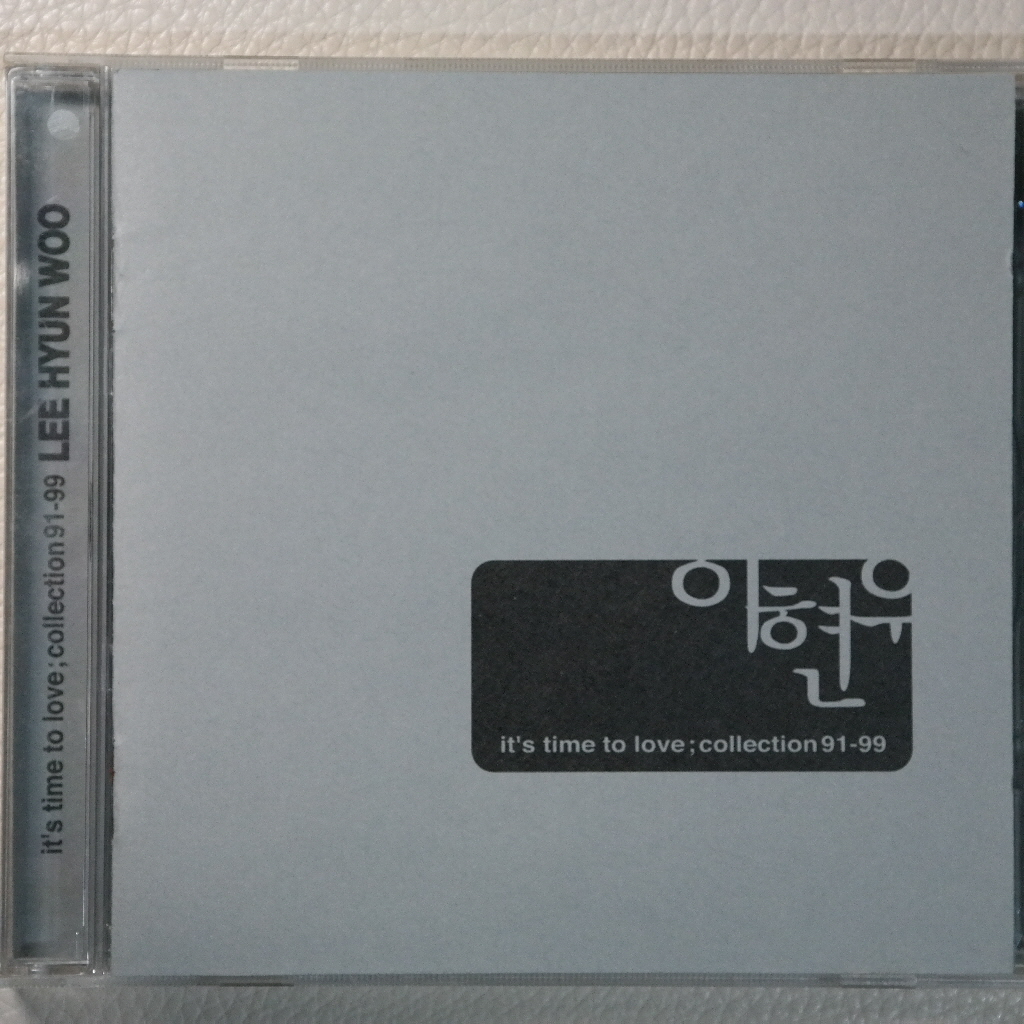 it's time to love;collection 91-99 LEE HYUN WOO
이현우
it's time to love;collection 91-99